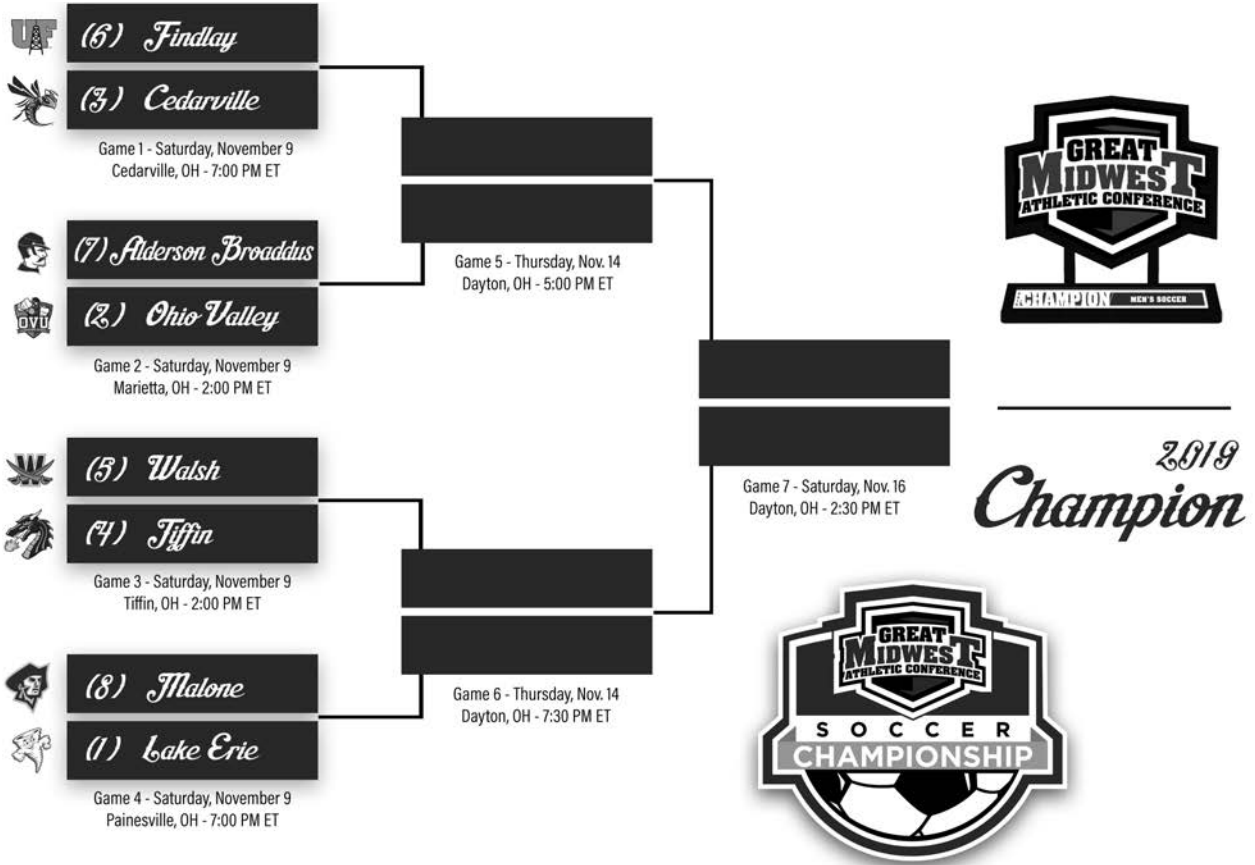 UF
(6) Findlay
(3) Cedarville
Game 1 - Saturday, November 9
Cedarville, OH - 7:00 PM ET
(7) Alderson Broaddus
OVU
(2) Ohio Valley
Game 2 - Saturday, November 9
Marietta, OH - 2:00 PM ET
W
(5) Walsh
(4) Tiffin
Game 3 - Saturday, November 9
Tiffin, OH - 2:00 PM ET
(8) Malone
(1) Lake Erie
Game 4 - Saturday, November 9
Painesville, OH - 7:00 PM ET
Game 5 - Thursday, Nov. 14
Dayton, OH - 5:00 PM ET
Game 6 - Thursday, Nov. 14
Dayton, OH - 7:30 PM ET
Game 7 - Saturday, Nov. 16
Dayton, OH - 2:30 PM ET
GREAT
MIDWEST
ATHLETIC CONFERENCE
CHAMPION MEN'S SOCCER
2019
Champion
GREAT
MIDWEST
ATHLETIC CONFERENCE
SOCCER
CHAMPIONSHIP